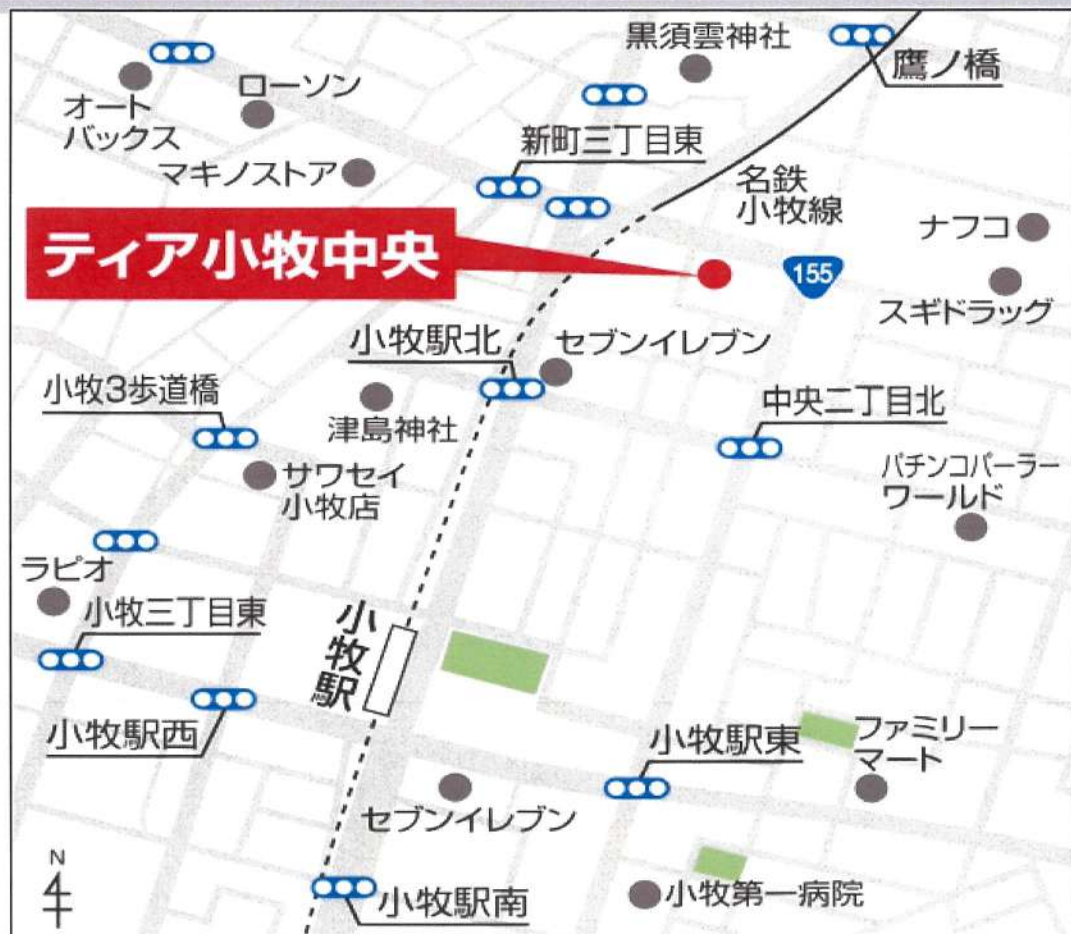 黒須雲神社
鷹ノ橋
オート
バックス
ローソン
新町三丁目東
マキノストア
名鉄
小牧線
ナフコ
ティア小牧中央
155
スギドラッグ
小牧駅北
セブンイレブン
小牧3歩道橋
津島神社
中央二丁目北
サワセイ
小牧店
パチンコパーラー
ワールド
ラピオ
小牧三丁目東
小牧駅
小牧駅西
小牧駅東
ファミリー
マート
セブンイレブン
N
小牧駅南
小牧第一病院